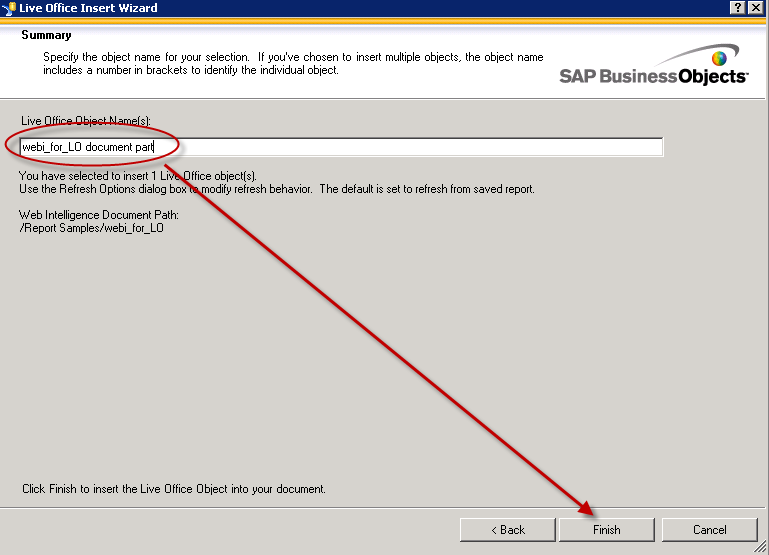 Live Office Insert Wizard
Summary
Specify the object name for your selection. If you've chosen to insert multiple objects, the object name
includes a number in brackets to identify the individual object.
SAP BusinessObjects
Live Office Object Name(s):
webi_for_LO document part
You have selected to insert 1 Live Office object(s).
Use the Refresh Options dialog box to modify refresh behavior. The default is set to refresh from saved report.
Web Intelligence Document Path:
/Report Samples/webi_for_LO
Click Finish to insert the Live Office Object into your document.
< Back Finish Cancel